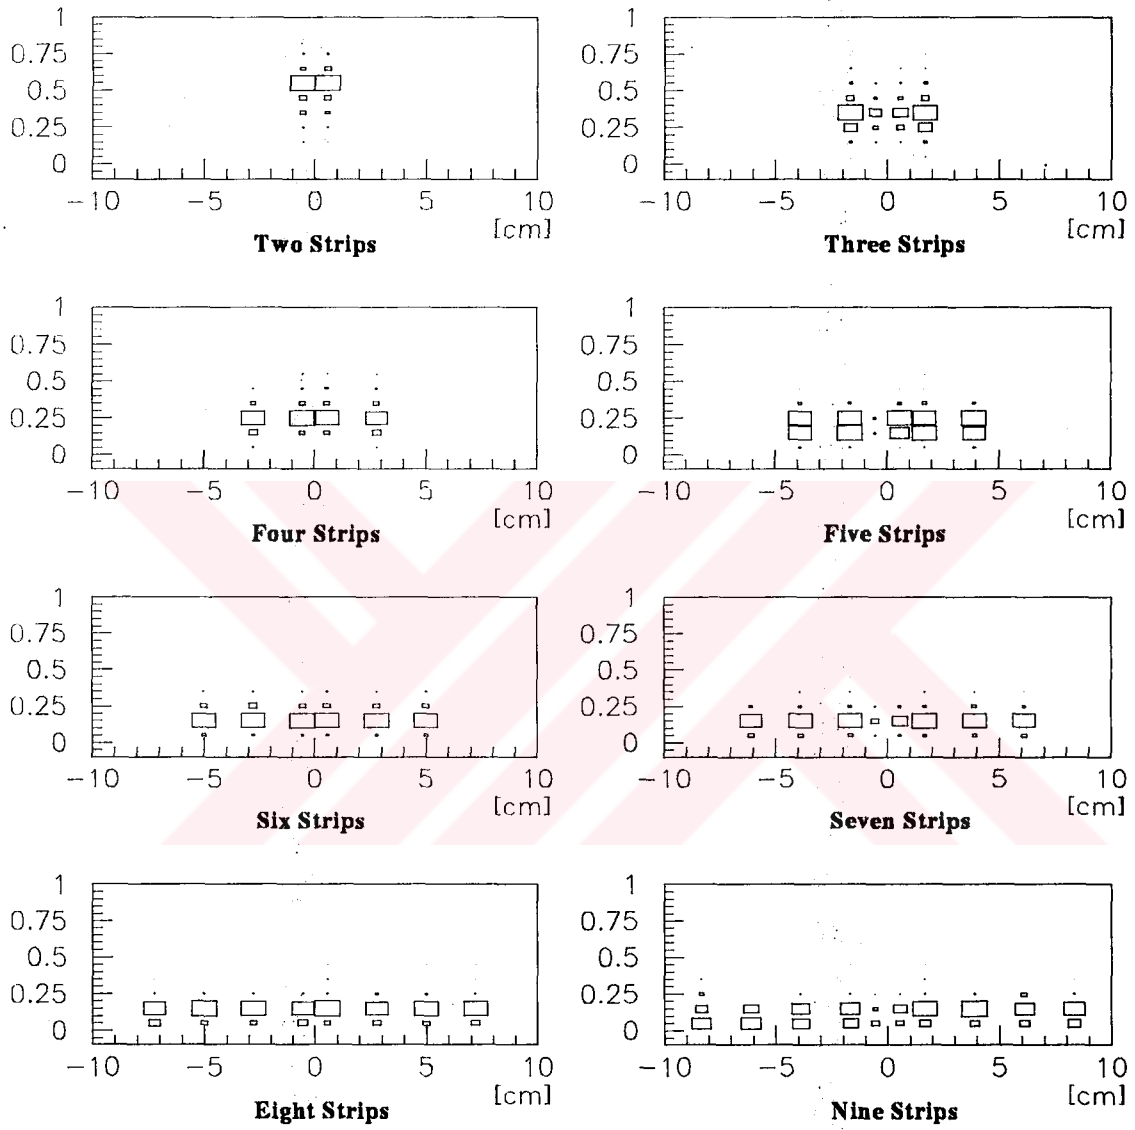 1
1
0.75
0.75
0.5
0.5
0.25
0.25
0
0
-10 -5 0 5 10
-10 -5 0 5 10
[cm]
[cm]
Two Strips
Three Strips
1
1
0.75
0.75
0.5
0.5
0.25
0.25
0
0
-10 -5 0 5 10
-10 -5 0 5 10
[cm]
[cm]
Four Strips
Five Strips
1
1
0.75
0.75
0.5
0.5
0.25
0.25
0
0
-10 -5 0 5 10
-10 -5 0 5 10
[cm]
[cm]
Six Strips
Seven Strips
1
1
0.75
0.75
0.5
0.5
0.25
0.25
0
0
-10 -5 0 5 10
-10 -5 0 5 10
[cm]
[cm]
Eight Strips
Nine Strips